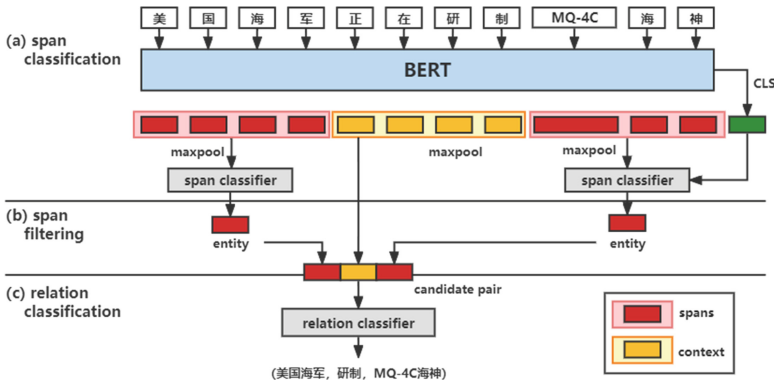 美 国 海 军 正 在 研 制 MQ-4C 海 神
(a) span
classification
BERT
CLS
maxpool
maxpool
maxpool
span classifier
span classifier
(b) span
filtering
entity
entity
candidate pair
(c) relation
classification
relation classifier
(美国海军，研制，MQ-4C海神)
spans
context